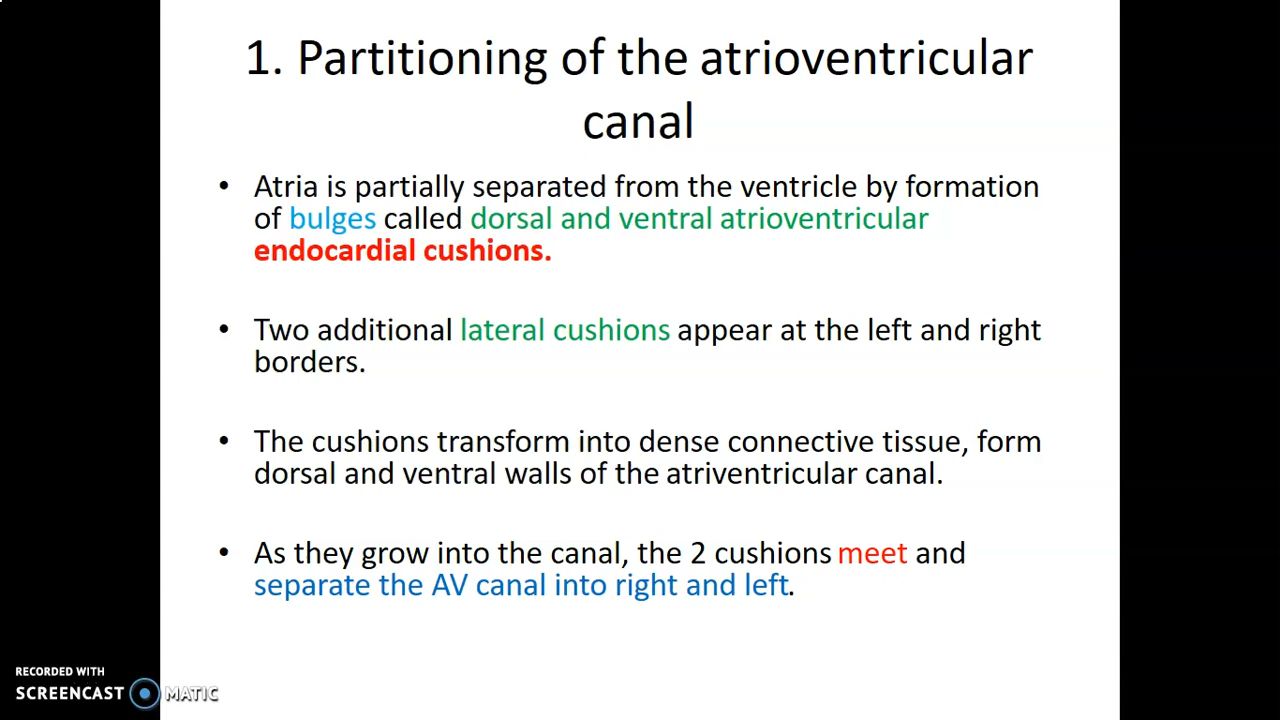 1. Partitioning of the atrioventricular
canal
• Atria is partially separated from the ventricle by formation
of bulges called dorsal and ventral atrioventricular
endocardial cushions.
• Two additional lateral cushions appear at the left and right
borders.
• The cushions transform into dense connective tissue, form
dorsal and ventral walls of the atriventricular canal.
• As they grow into the canal, the 2 cushions meet and
separate the AV canal into right and left.
RECORDED WITH
SCREENCAST MATIC